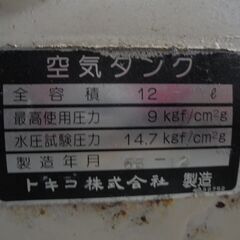 空気タンク
全容積 12 ℓ
最高使用圧力 9 kgf/cm²g
水圧試験圧力 14.7 kgf/cm²g
製造年月
トキコ株式会社 製造